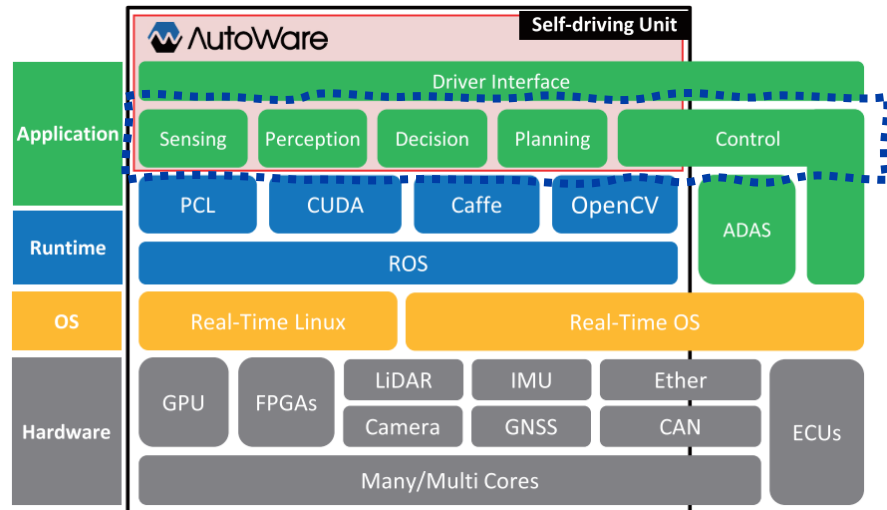 AutoWare
Self-driving Unit
Application
Driver Interface
Sensing
Perception
Decision
Planning
Control
PCL
CUDA
Caffe
OpenCV
ADAS
Runtime
ROS
OS
Real-Time Linux
Real-Time OS
Hardware
GPU
FPGAs
LiDAR
IMU
Ether
Camera
GNSS
CAN
ECUs
Many/Multi Cores